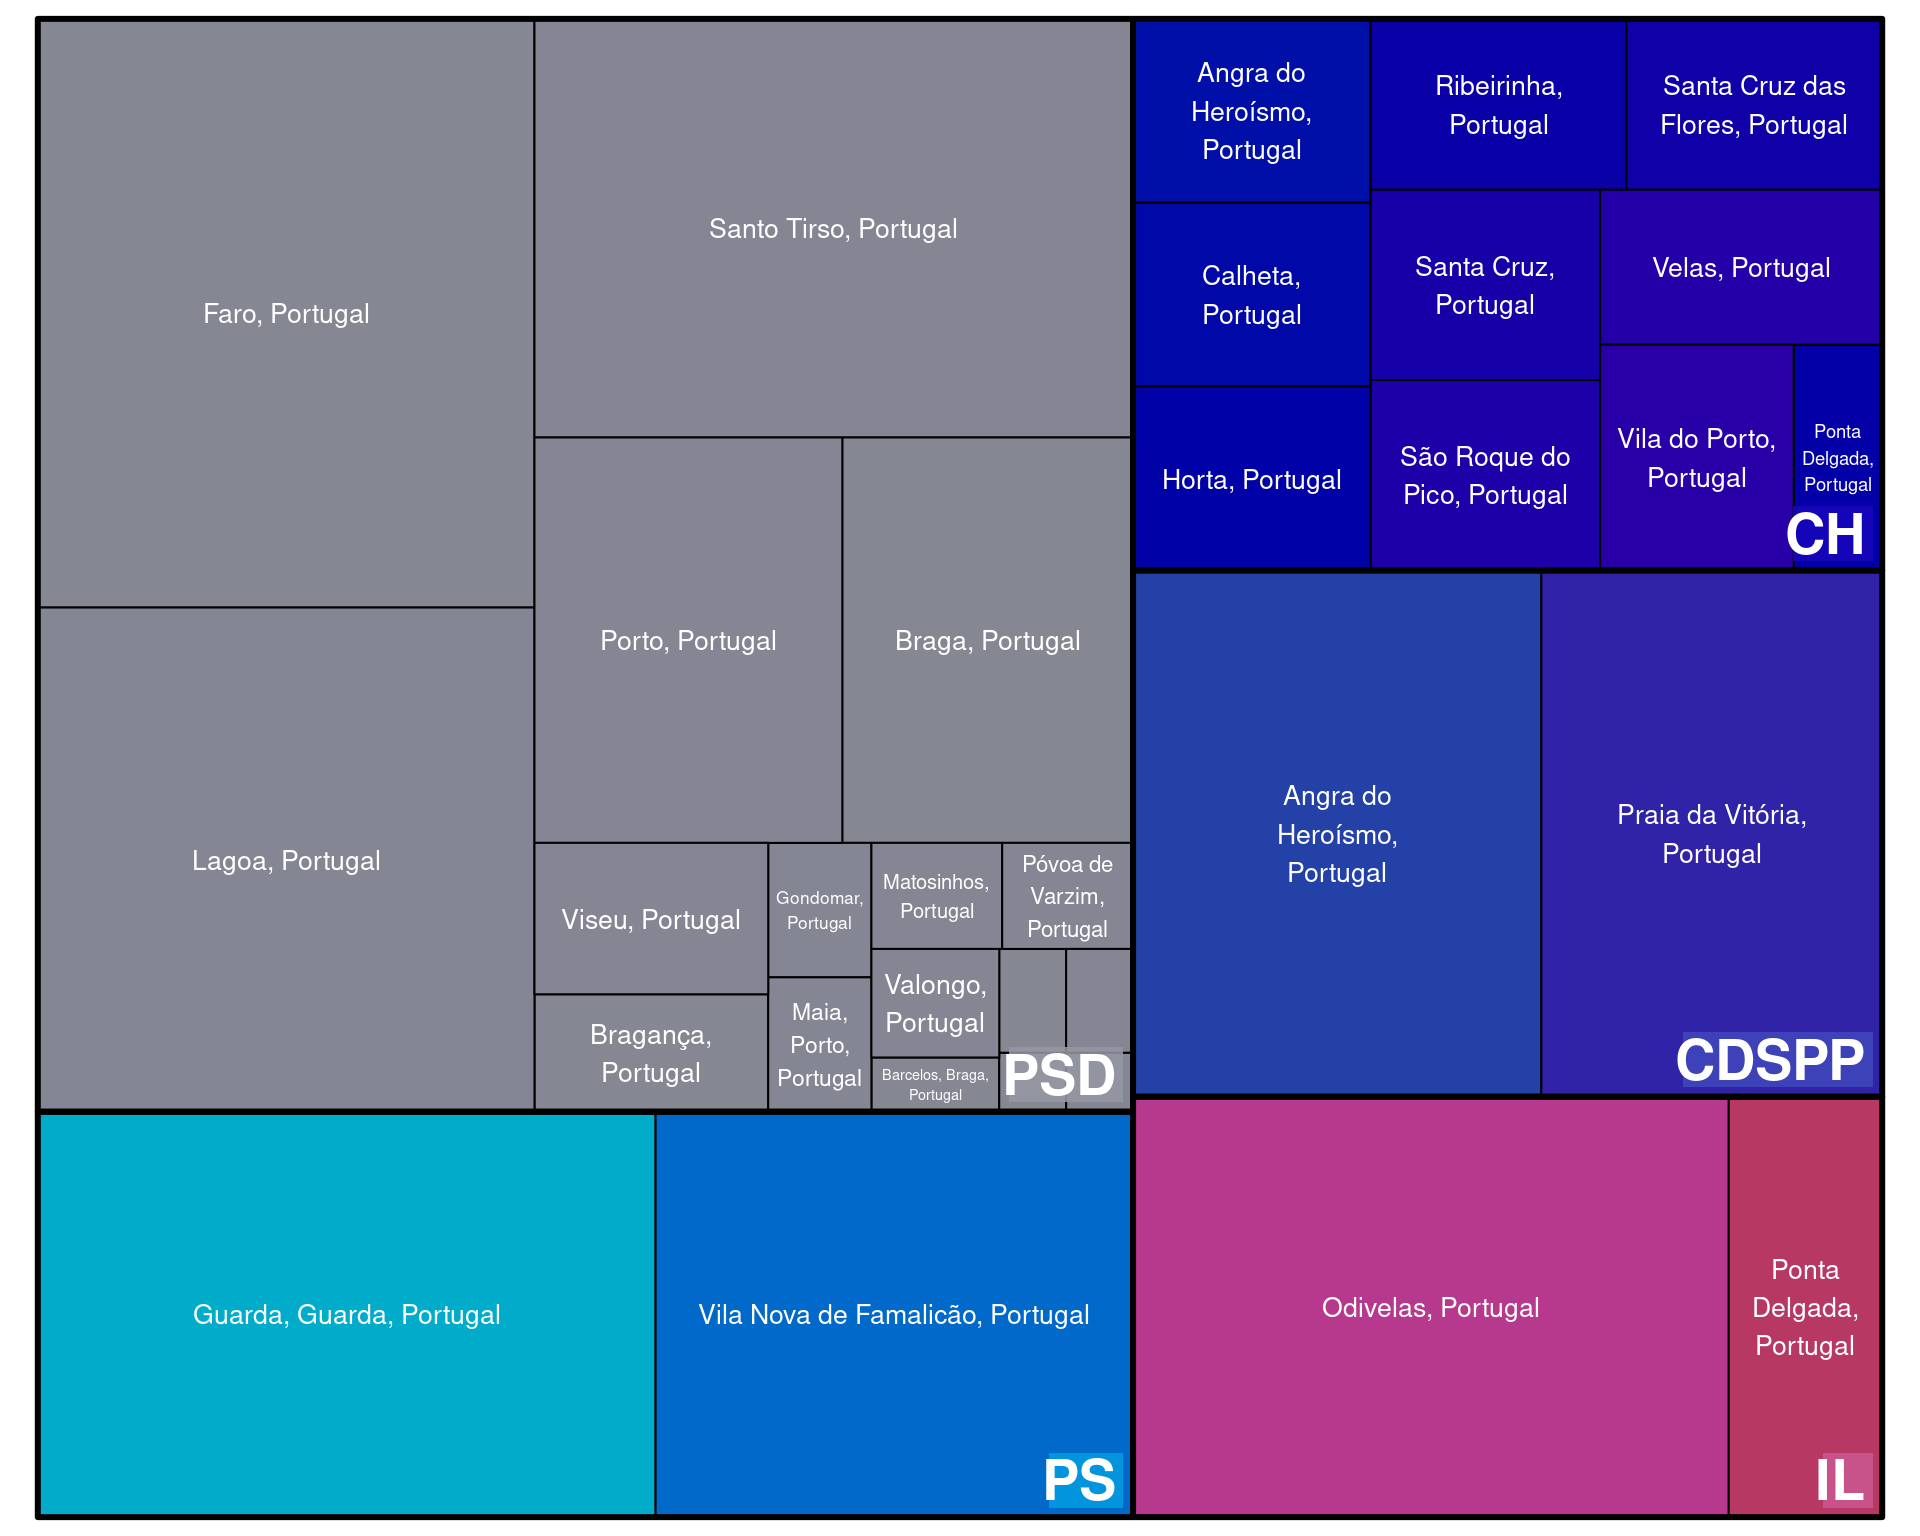 Faro, Portugal
Santo Tirso, Portugal
Lagoa, Portugal
Porto, Portugal
Braga, Portugal
Viseu, Portugal
Bragança,
Portugal
Gondomar,
Portugal
Maia,
Porto,
Portugal
Matosinhos,
Portugal
Póvoa de
Varzim,
Portugal
Valongo,
Portugal
Barcelos, Braga,
Portugal
PSD
Guarda, Guarda, Portugal
Vila Nova de Famalicão, Portugal
PS
Angra do
Heroísmo,
Portugal
Ribeirinha,
Portugal
Santa Cruz das
Flores, Portugal
Calheta,
Portugal
Santa Cruz,
Portugal
Velas, Portugal
Horta, Portugal
São Roque do
Pico, Portugal
Vila do Porto,
Portugal
Ponta
Delgada,
Portugal
CH
Angra do
Heroísmo,
Portugal
Praia da Vitória,
Portugal
CDSPP
Odivelas, Portugal
Ponta
Delgada,
Portugal
IL